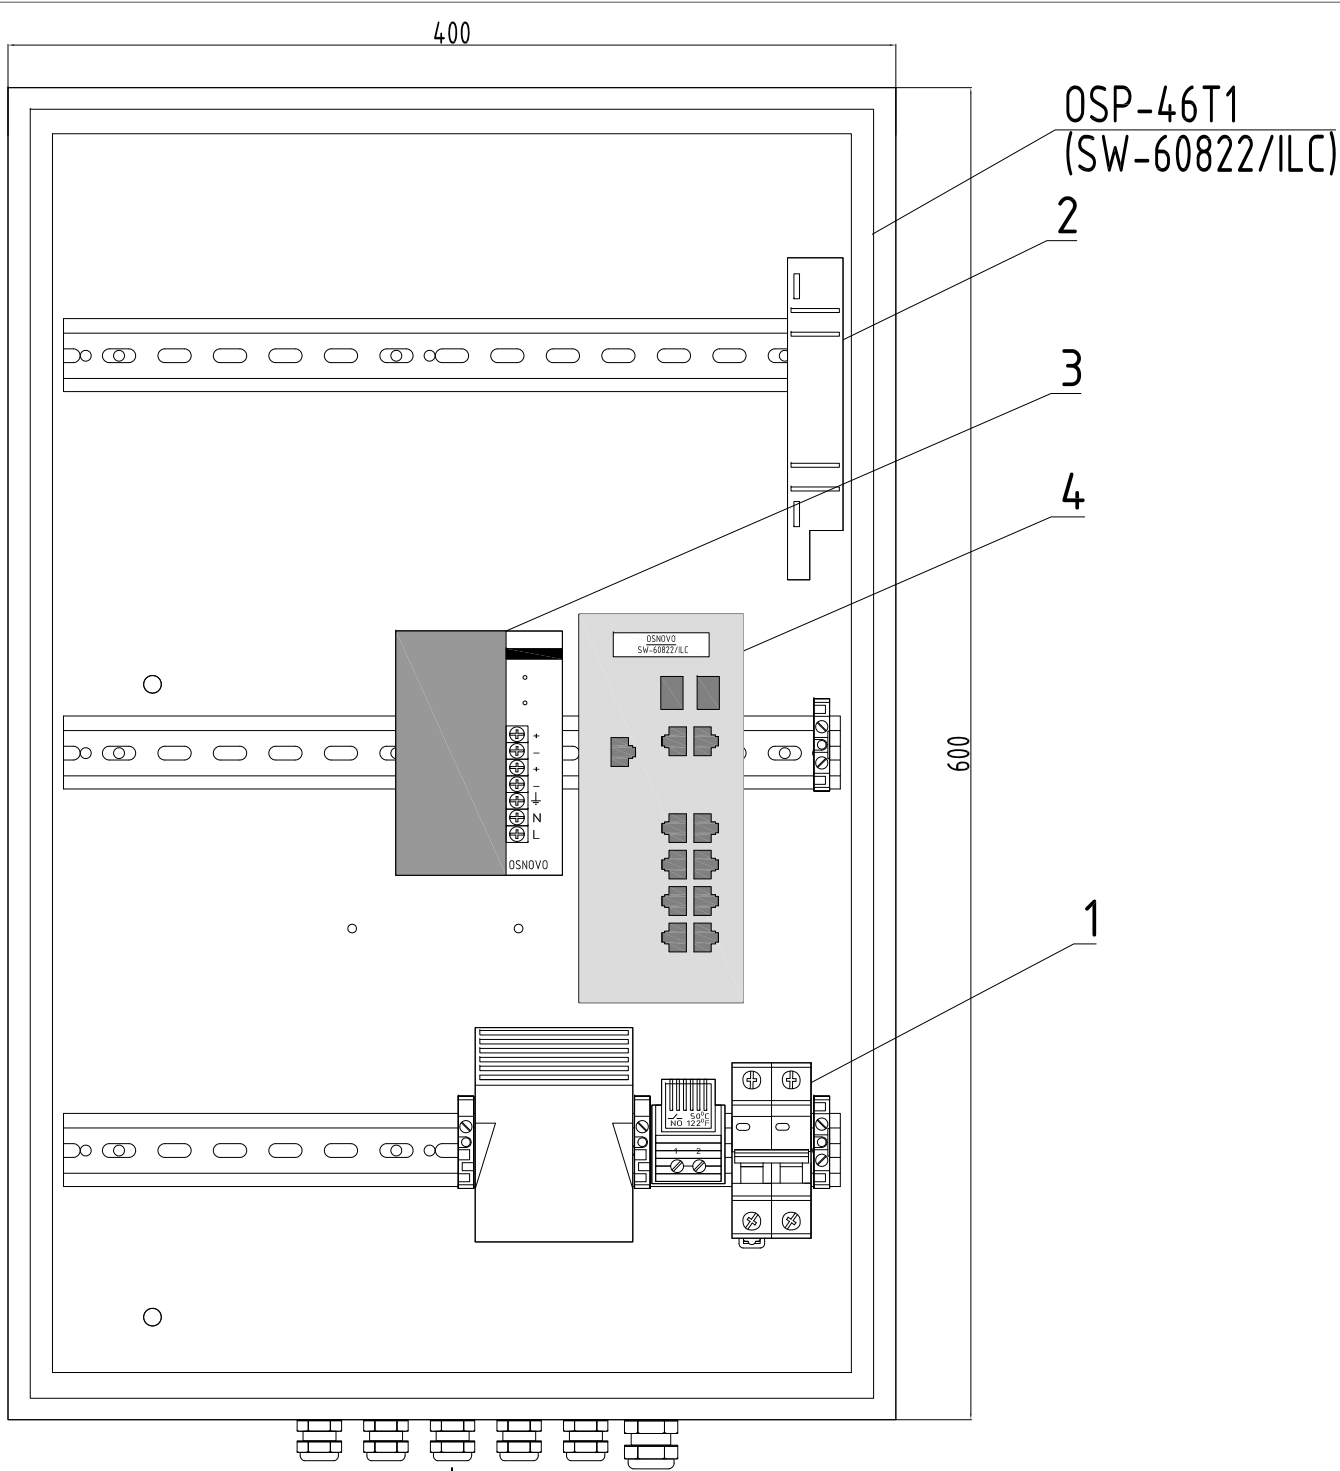 400
OSP-46T1
(SW-60822/ILC)
2
3
4
OSNOVO
SW-60822/ILC
600
+
-
+
-
N
L
OSNOVO
1
50°C
NO 122°F
1 2